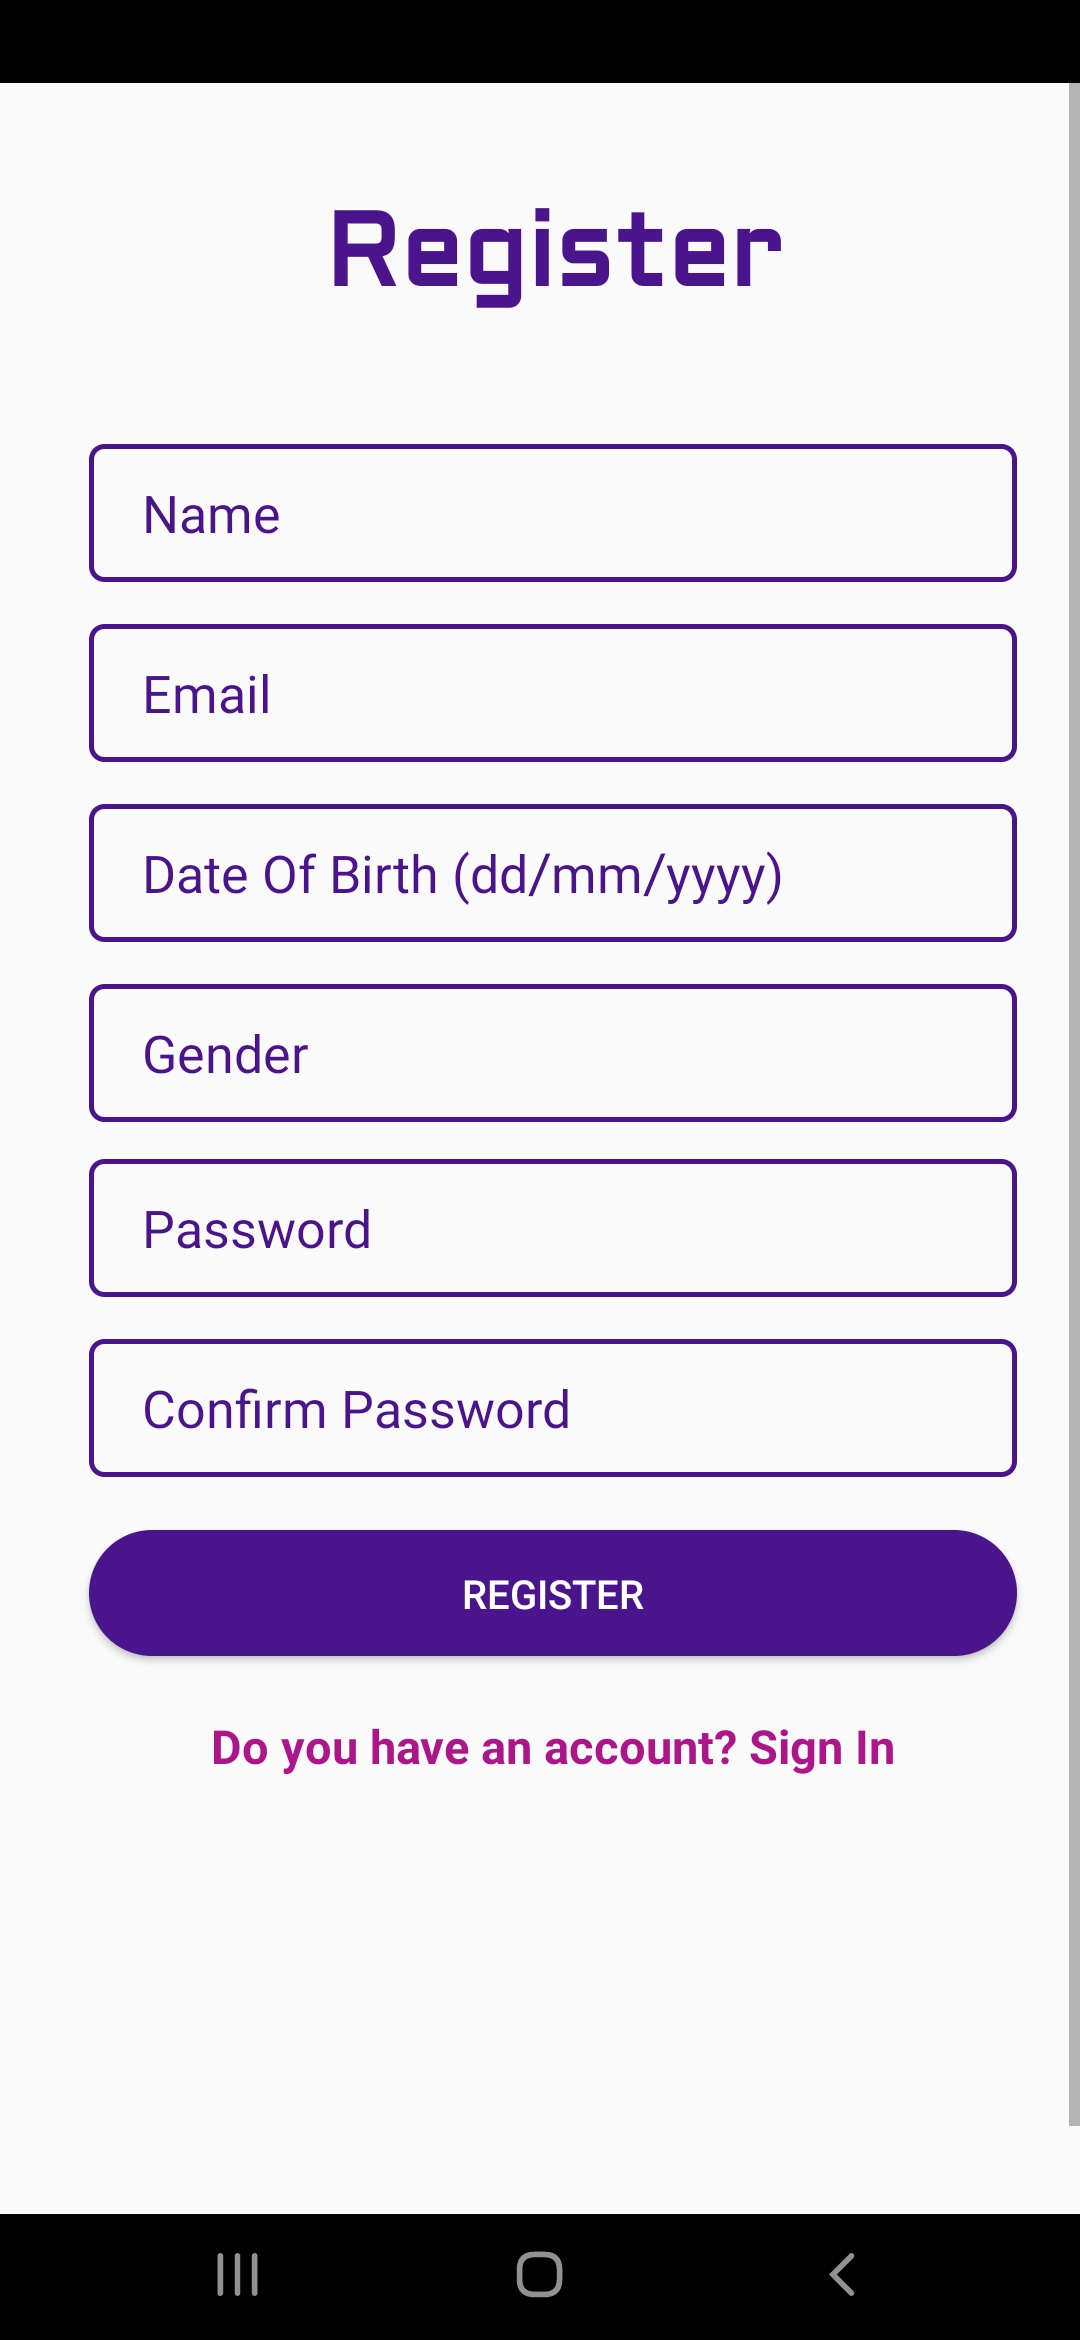 Register
Name
Email
Date Of Birth (dd/mm/yyyy)
Gender
Password
Confirm Password
REGISTER
Do you have an account? Sign In